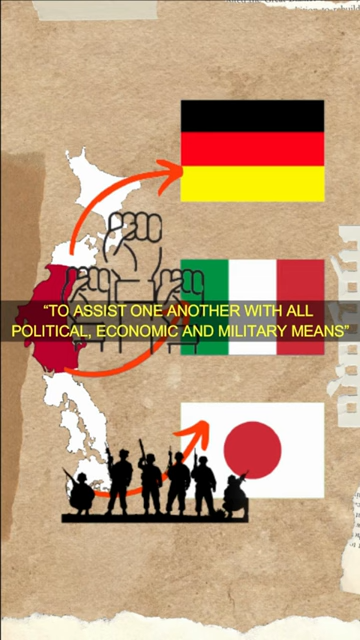 “TO ASSIST ONE ANOTHER WITH ALL
POLITICAL, ECONOMIC AND MILITARY MEANS”